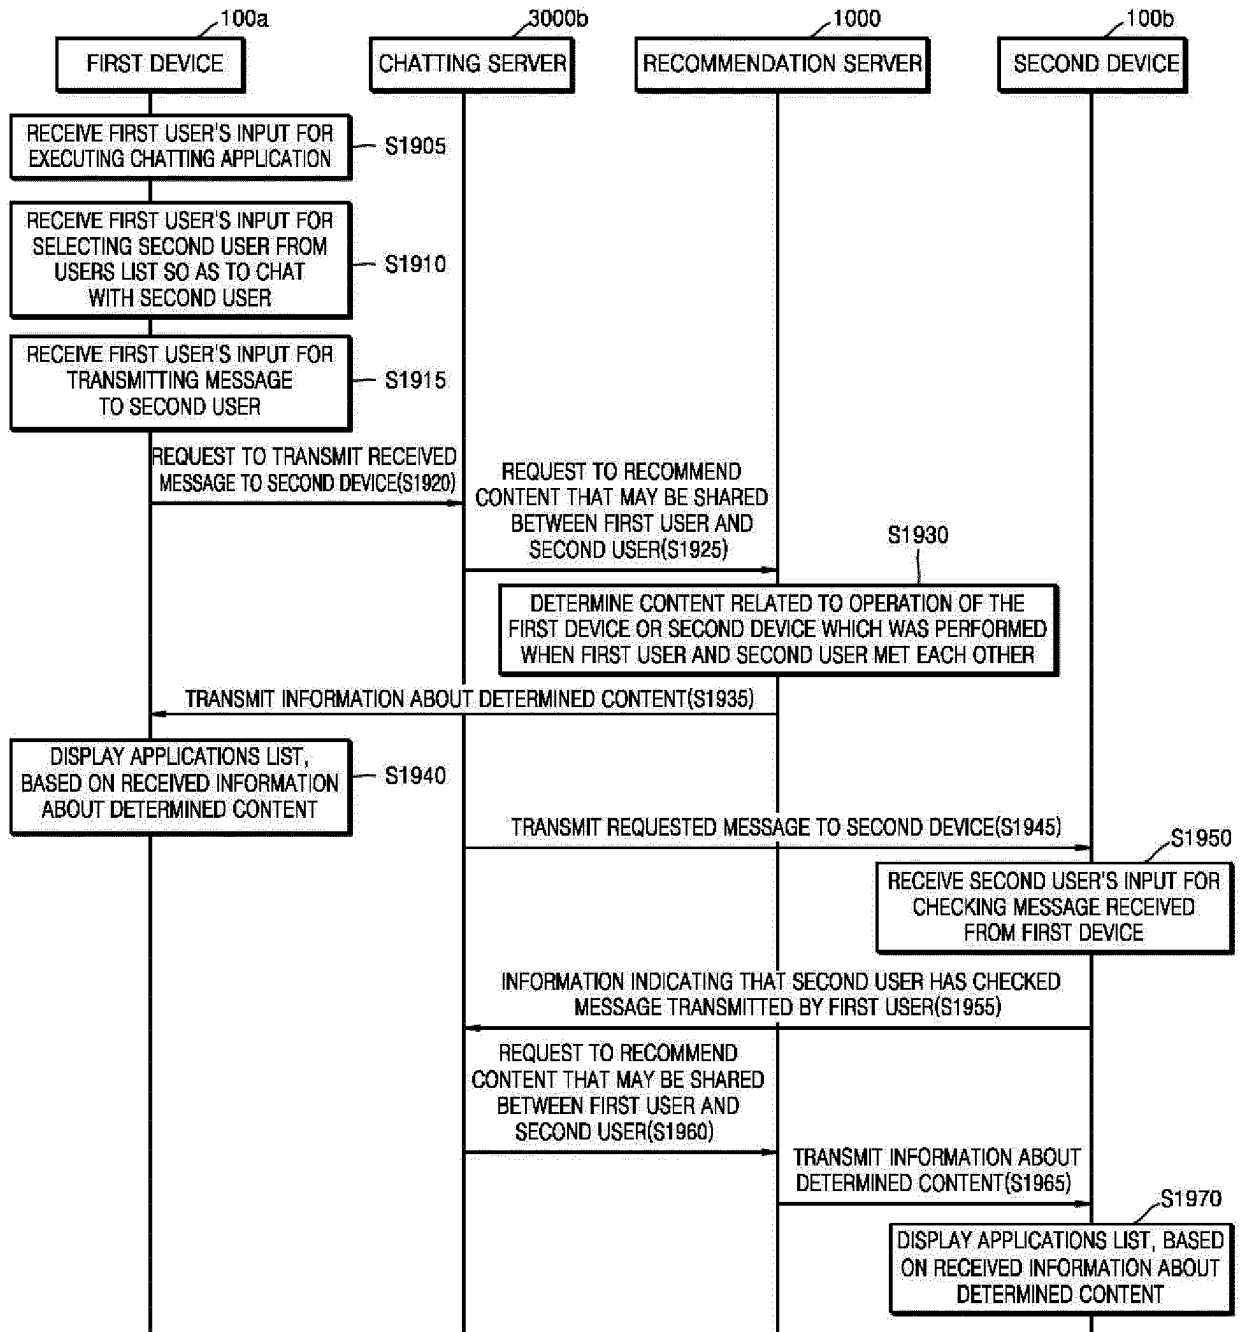 100a
3000b
1000
100b
FIRST DEVICE
CHATTING SERVER
RECOMMENDATION SERVER
SECOND DEVICE
RECEIVE FIRST USER'S INPUT FOR
EXECUTING CHATTING APPLICATION
S1905
RECEIVE FIRST USER'S INPUT FOR
SELECTING SECOND USER FROM
USERS LIST SO AS TO CHAT
WITH SECOND USER
S1910
RECEIVE FIRST USER'S INPUT FOR
TRANSMITTING MESSAGE
TO SECOND USER
S1915
REQUEST TO TRANSMIT RECEIVED
MESSAGE TO SECOND DEVICE(S1920)
REQUEST TO RECOMMEND
CONTENT THAT MAY BE SHARED
BETWEEN FIRST USER AND
SECOND USER(S1925)
S1930
DETERMINE CONTENT RELATED TO OPERATION OF THE
FIRST DEVICE OR SECOND DEVICE WHICH WAS PERFORMED
WHEN FIRST USER AND SECOND USER MET EACH OTHER
TRANSMIT INFORMATION ABOUT DETERMINED CONTENT(S1935)
DISPLAY APPLICATIONS LIST,
BASED ON RECEIVED INFORMATION
ABOUT DETERMINED CONTENT
S1940
TRANSMIT REQUESTED MESSAGE TO SECOND DEVICE(S1945)
S1950
RECEIVE SECOND USER'S INPUT FOR
CHECKING MESSAGE RECEIVED
FROM FIRST DEVICE
INFORMATION INDICATING THAT SECOND USER HAS CHECKED
MESSAGE TRANSMITTED BY FIRST USER(S1955)
REQUEST TO RECOMMEND
CONTENT THAT MAY BE SHARED
BETWEEN FIRST USER AND
SECOND USER(S1960)
TRANSMIT INFORMATION ABOUT
DETERMINED CONTENT(S1965)
S1970
DISPLAY APPLICATIONS LIST, BASED
ON RECEIVED INFORMATION ABOUT
DETERMINED CONTENT